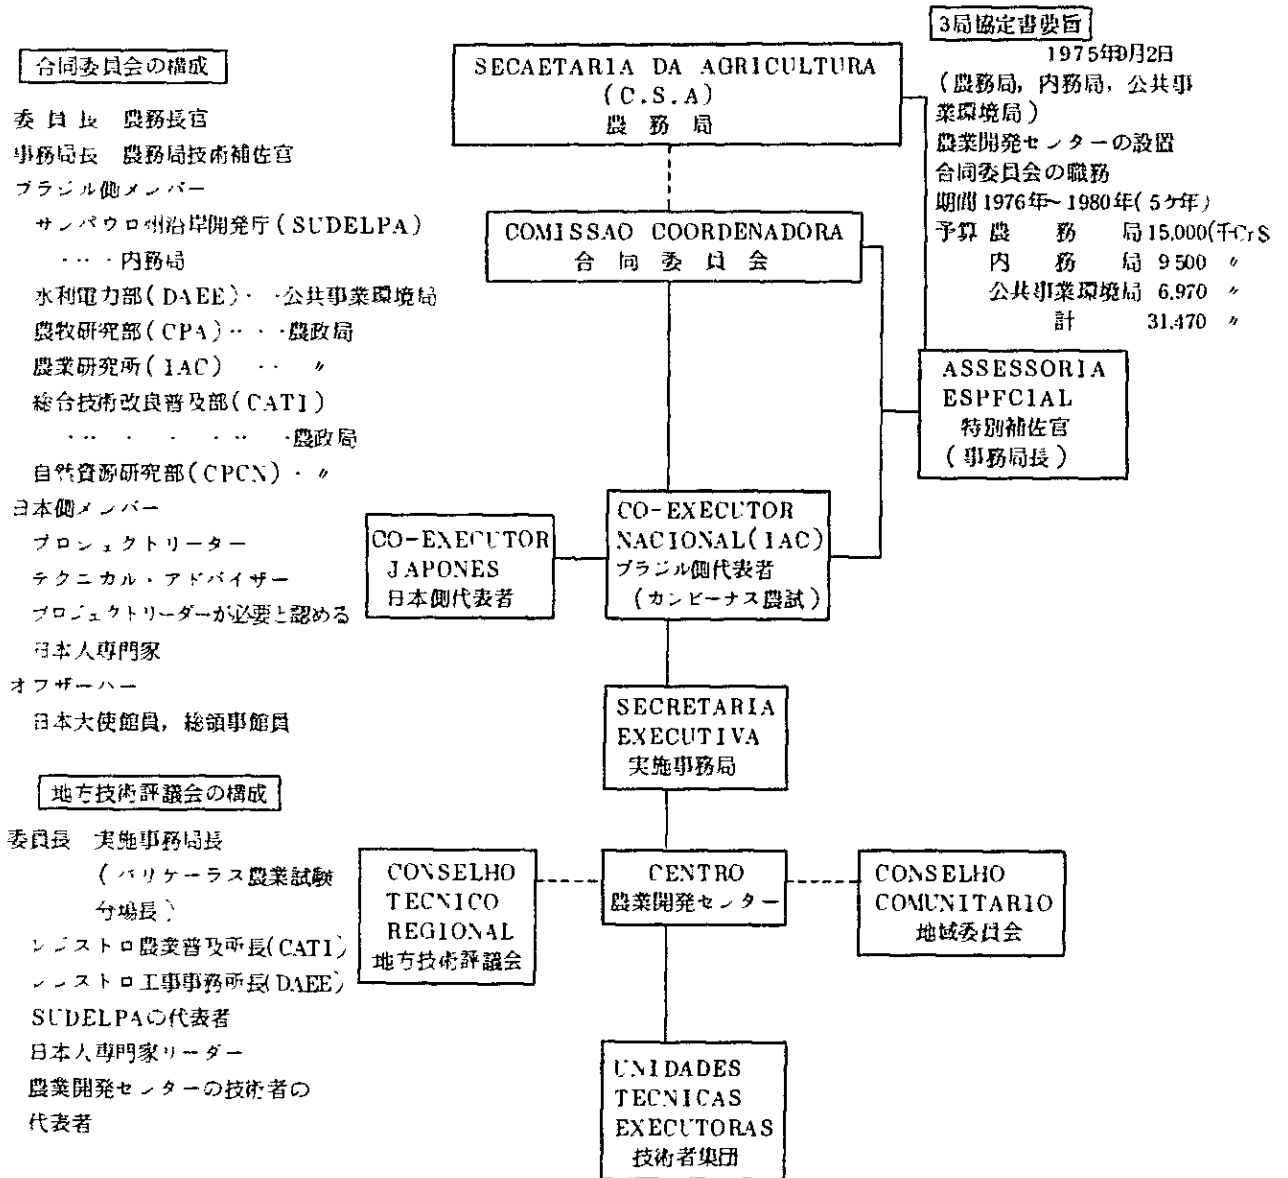 合同委員会の構成
委員長 農務長官
事務局長 農務局技術補佐官
ブラジル側メンバー
サンパウロ州沿岸開発庁(SUDELPA)
・・・・内務局
水利電力部(DAEE)・・公共事業環境局
農牧研究部(CPA)・・・・農政局
農業研究所(IAC) ・・ 〃
総合技術改良普及部(CATI)
・・・ ・ ・ ・・ ・農政局
自然資源研究部(CPCN)・〃
日本側メンバー
プロジェクトリーター
テクニカル・アドバイザー
プロジェクトリーダーが必要と認める
日本人専門家
オブザーハー
日本大使館員,総領事館員
地方技術評議会の構成
委員長 実施事務局長
(パリケーラス農業試験
分場長)
レジストロ農業普及所長(CATI)
レジストロ工事事務所長(DAEE)
SUDELPAの代表者
日本人専門家リーダー
農業開発センターの技術者の
代表者
SECAETARIA DA AGRICULTURA
(C.S.A)
農務局
COMISSAO COORDENADORA
合同委員会
CO-EXECUTOR
JAPONES
日本側代表者
CO-EXECUTOR
NACIONAL(IAC)
ブラジル側代表者
(カンピーナス農試)
SECRETARIA
EXECUTIVA
実施事務局
CONSELHO
TECNICO
REGIONAL
地方技術評議会
CENTRO
農業開発センター
CONSELHO
COMUNITARIO
地域委員会
UNIDADES
TECNICAS
EXECUTORAS
技術者集団
3局協定書要旨
1975年9月2日
(農務局,内務局,公共事
業環境局)
農業開発センターの設置
合同委員会の職務
期間 1976年~1980年(5ケ年)
予算 農務局 15,000(千Cr$
内務局 9 500 〃
公共事業環境局 6,970 〃
計 31,470 〃
ASSESSORIA
ESPFCIAL
特別補佐官
(事務局長)